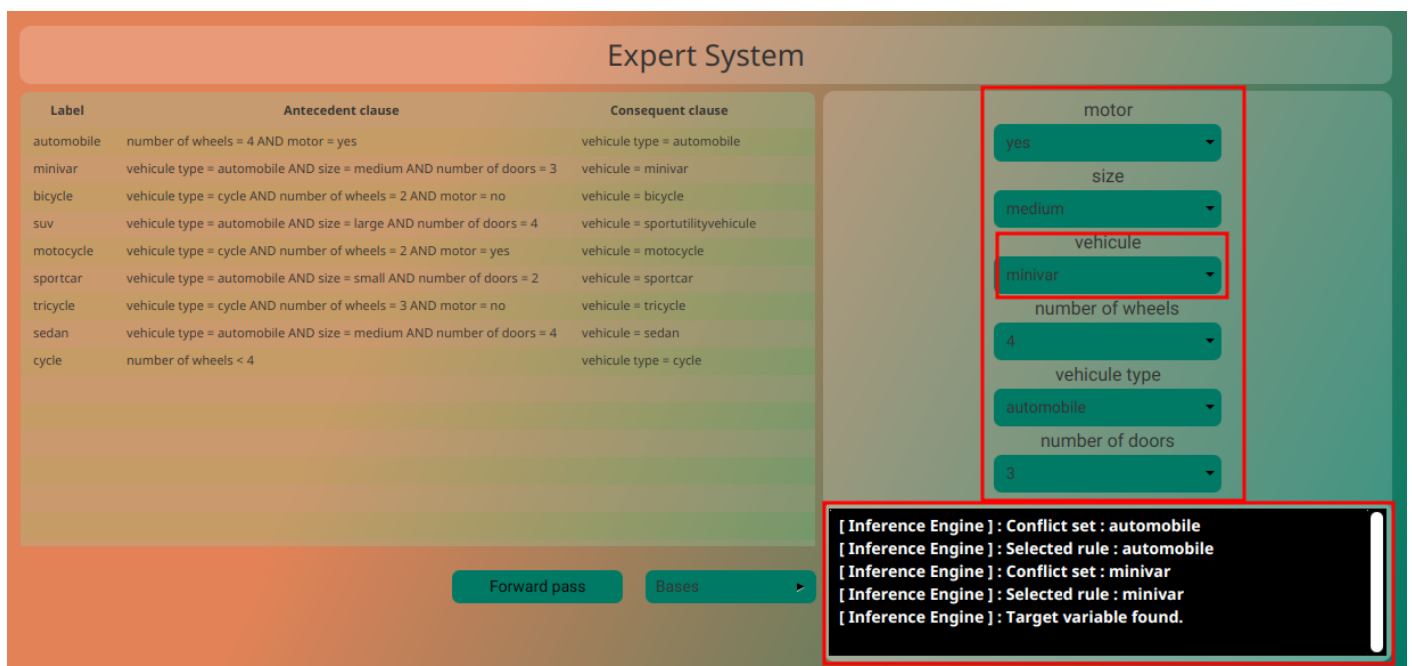 Expert System
Label Antecedent clause Consequent clause
automobile number of wheels = 4 AND motor = yes vehicule type = automobile
minivar vehicule type = automobile AND size = medium AND number of doors = 3 vehicule = minivar
bicycle vehicule type = cycle AND number of wheels = 2 AND motor = no vehicule = bicycle
suv vehicule type = automobile AND size = large AND number of doors = 4 vehicule = sportutilityvehicule
motocycle vehicule type = cycle AND number of wheels = 2 AND motor = yes vehicule = motocycle
sportcar vehicule type = automobile AND size = small AND number of doors = 2 vehicule = sportcar
tricycle vehicule type = cycle AND number of wheels = 3 AND motor = no vehicule = tricycle
sedan vehicule type = automobile AND size = medium AND number of doors = 4 vehicule = sedan
cycle number of wheels < 4 vehicule type = cycle
Forward pass
Bases
motor
yes
size
medium
vehicule
minivar
number of wheels
4
vehicule type
automobile
number of doors
3
[ Inference Engine ] : Conflict set : automobile
[ Inference Engine ] : Selected rule : automobile
[ Inference Engine ] : Conflict set : minivar
[ Inference Engine ] : Selected rule : minivar
[ Inference Engine ] : Target variable found.